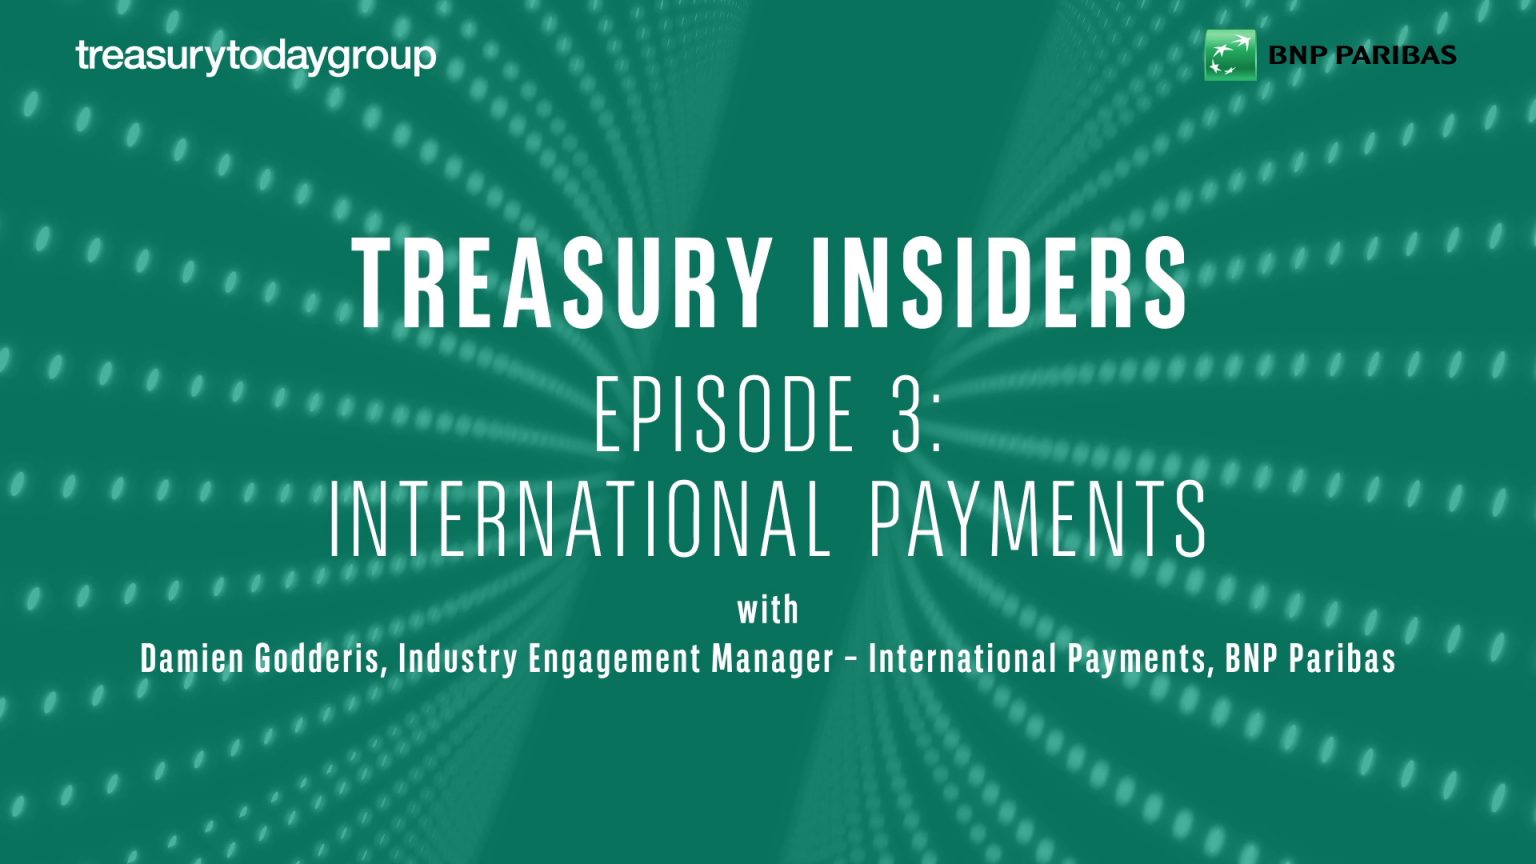 treasurytodaygroup
BNP PARIBAS
TREASURY INSIDERS
EPISODE 3:
INTERNATIONAL PAYMENTS
with
Damien Godderis, Industry Engagement Manager – International Payments, BNP Paribas